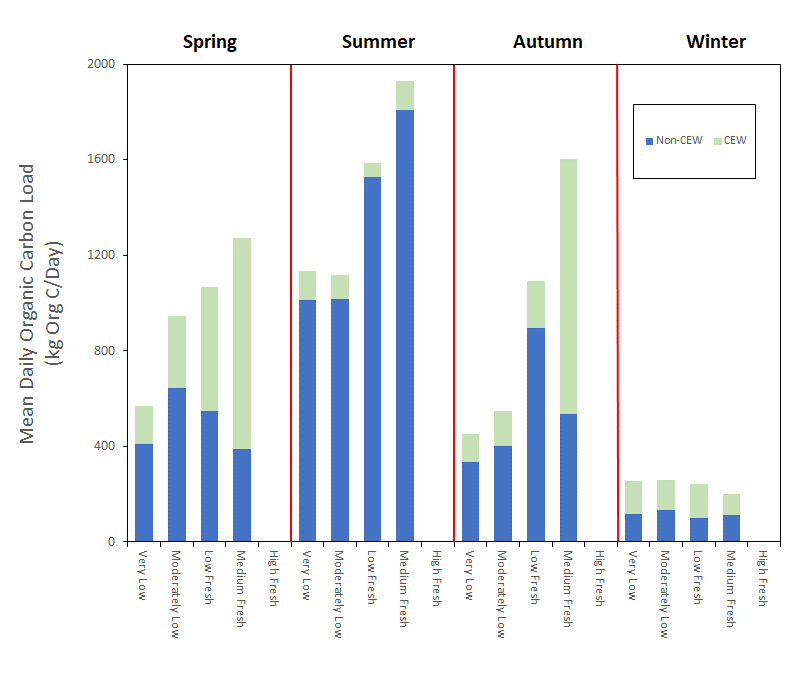 Spring Summer Autumn Winter
Mean Daily Organic Carbon Load
(kg Org C/Day)
2000
1600
1200
800
400
0
Non-CEW CEW
Very Low
Moderately Low
Low Fresh
Medium Fresh
High Fresh
Very Low
Moderately Low
Low Fresh
Medium Fresh
High Fresh
Very Low
Moderately Low
Low Fresh
Medium Fresh
High Fresh
Very Low
Moderately Low
Low Fresh
Medium Fresh
High Fresh